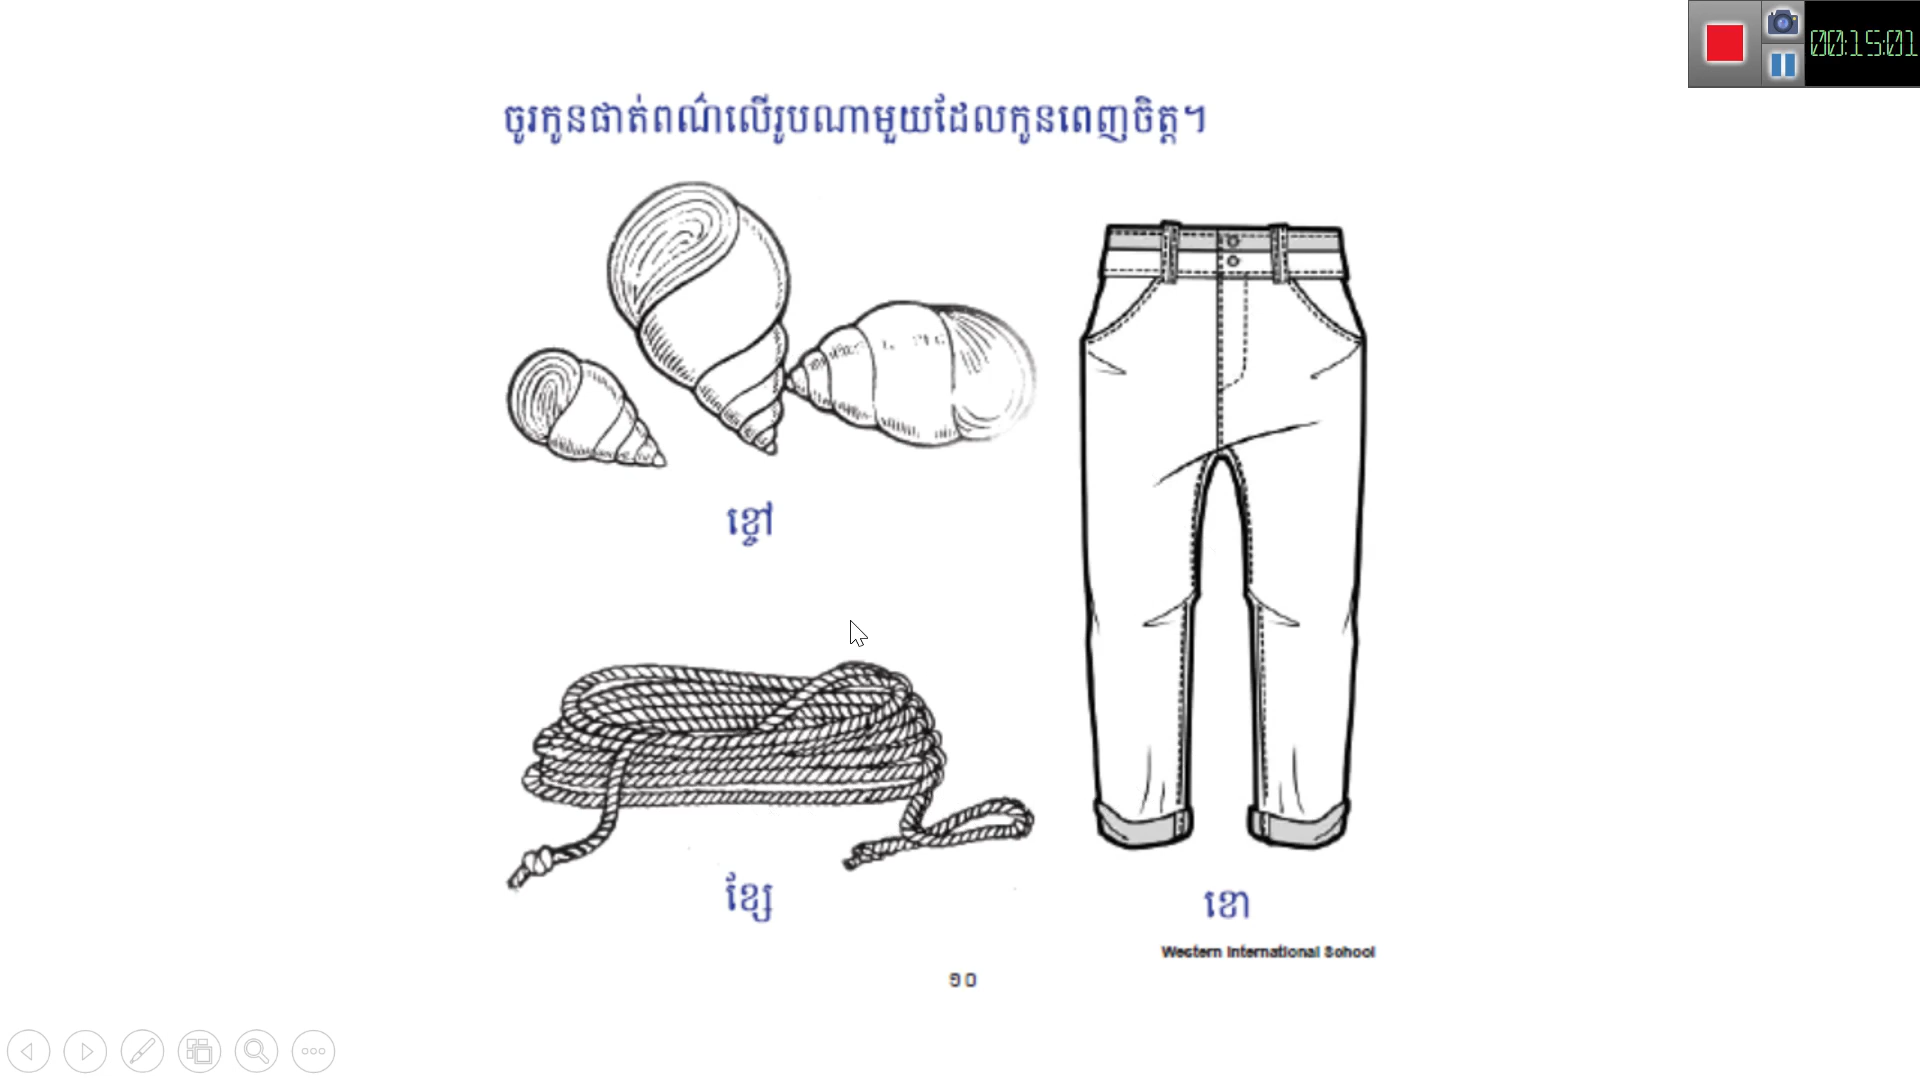 00:15:01
ចូរកូនផាត់ពណ៌លើរូបណាមួយដែលកូនពេញចិត្ត។
ខ្ចៅ
ខ្សែ
ខោ
Western International School
១០